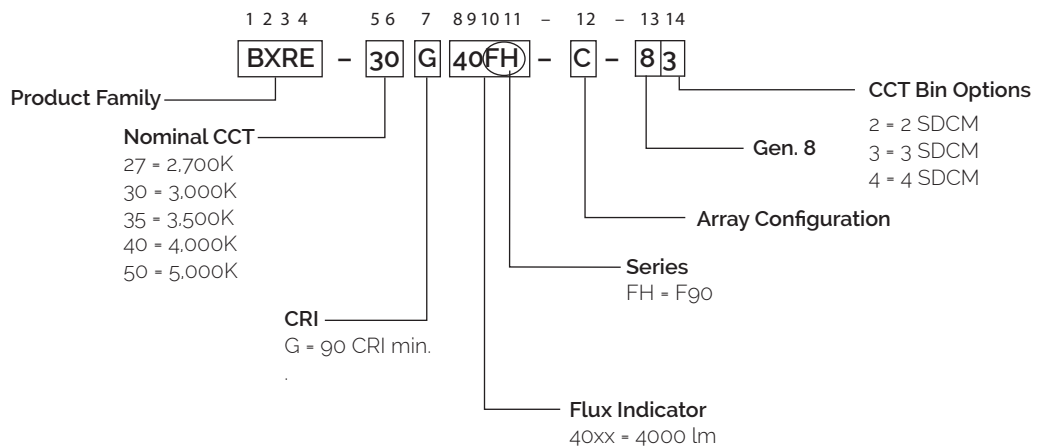 1 2 3 4 5 6 7 8 9 10 11 – 12 – 13 14
BXRE – 30 G 40FH – C – 8 3
Product Family
Nominal CCT
27 = 2,700K
30 = 3,000K
35 = 3,500K
40 = 4,000K
50 = 5,000K
CRI
G = 90 CRI min.
.
Flux Indicator
40xx = 4000 lm
Series
FH = F90
Array Configuration
Gen. 8
CCT Bin Options
2 = 2 SDCM
3 = 3 SDCM
4 = 4 SDCM